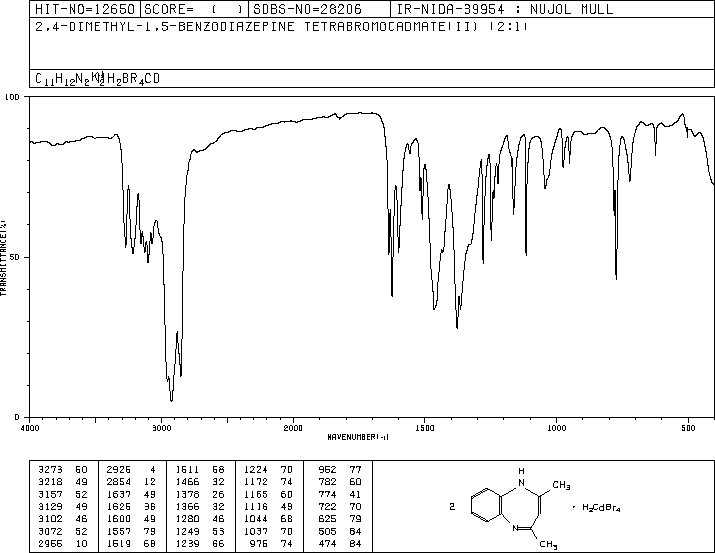 HIT-NO=12650 SCORE= ( ) SDBS-NO=28206 IR-NIDA-39954 : NUJOL MULL
2,4-DIMETHYL-1,5-BENZODIAZEPINE TETRABROMOCADMATE(II) (2:1)
C11H12N2 H2BR4CD
100
50
0
TRANSMITTANCE(%)
4000 3000 2000 1500 1000 500
WAVENUMBER(-1)
3273 60 2926 4 1611 68 1224 70 962 77
3218 49 2854 12 1466 32 1172 74 782 60
3157 52 1637 49 1378 26 1165 60 774 41
3129 49 1626 36 1366 32 1116 49 722 70
3102 46 1600 49 1280 46 1044 68 625 79
3072 52 1557 79 1249 53 1037 70 505 84
2966 10 1519 60 1239 66 976 74 474 84
H
N CH3
2 · H2CdBr4
N
CH3